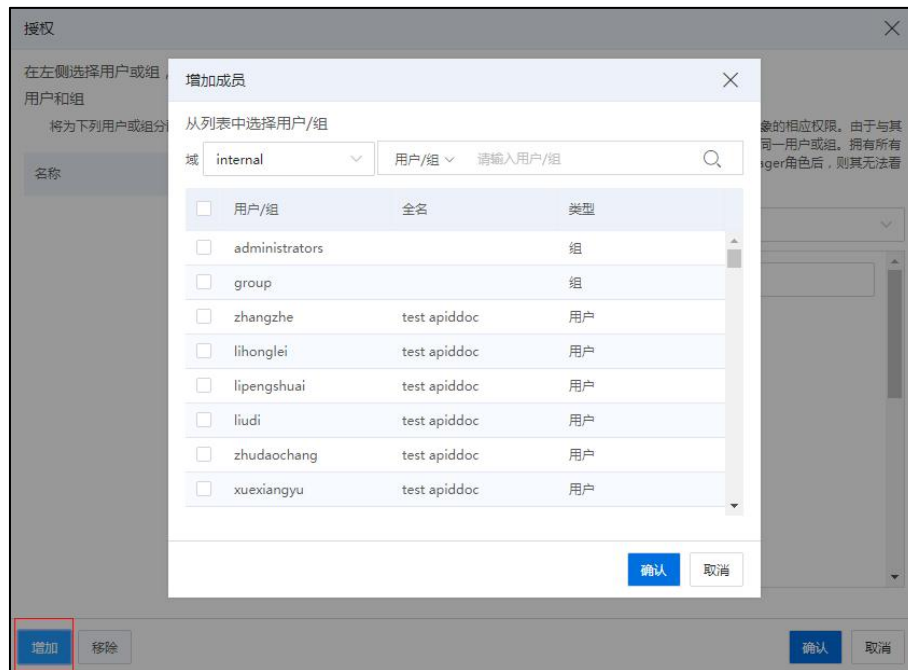 授权
在左侧选择用户或组，
用户和组
将为下列用户或组分
名称
象的相应权限。由于与其
同一用户或组。拥有所有
ager角色后，则其无法看
增加成员
从列表中选择用户/组
域 internal 用户/组 请输入用户/组
用户/组 全名 类型
administrators 组
group 组
zhangzhe test apiddoc 用户
lihonglei test apiddoc 用户
lipengshuai test apiddoc 用户
liudi test apiddoc 用户
zhudaochang test apiddoc 用户
xuexiangyu test apiddoc 用户
确认 取消
增加 移除 确认 取消